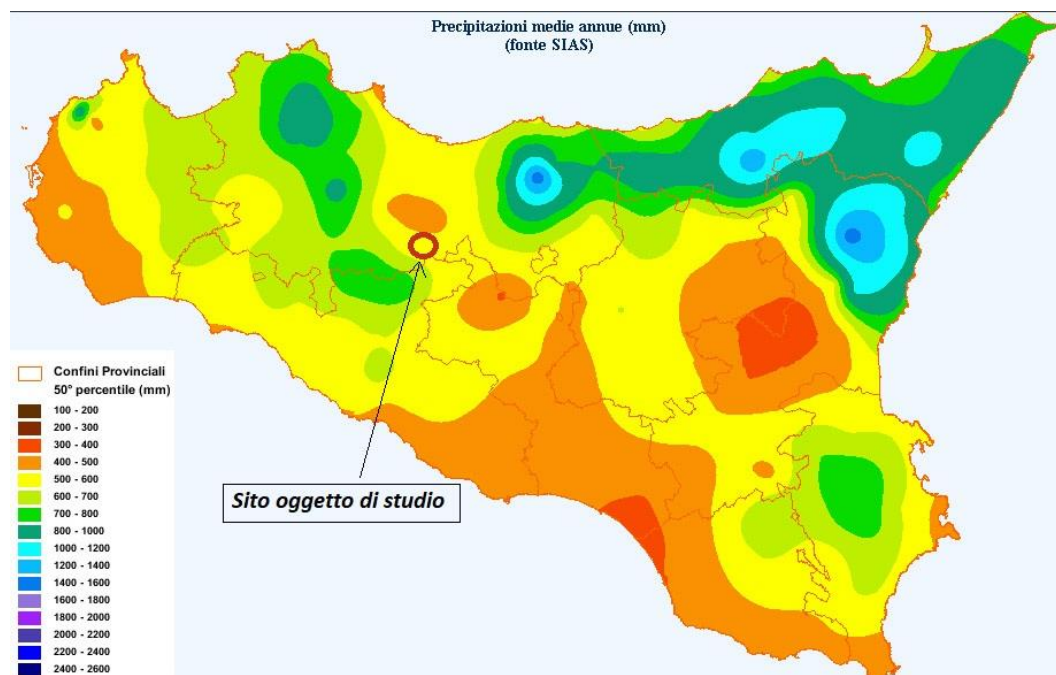 Precipitazioni medie annue (mm)
(fonte SIAS)
Sito oggetto di studio
Confini Provinciali
50° percentile (mm)
100 - 200
200 - 300
300 - 400
400 - 500
500 - 600
600 - 700
700 - 800
800 - 1000
1000 - 1200
1200 - 1400
1400 - 1600
1600 - 1800
1800 - 2000
2000 - 2200
2200 - 2400
2400 - 2600